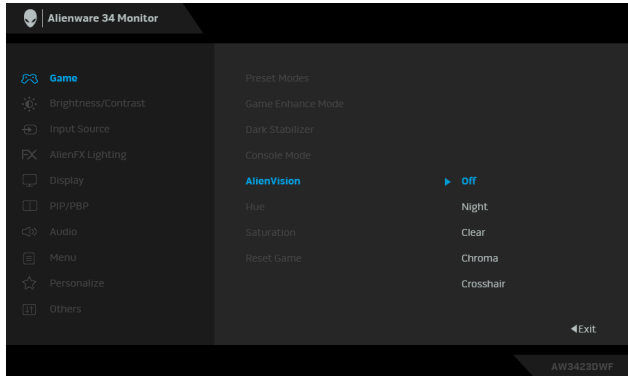 Alienware 34 Monitor
Game
Preset Modes
Brightness/Contrast
Game Enhance Mode
Input Source
Dark Stabilizer
FX AlienFX Lighting
Console Mode
Display
AlienVision
Off
PIP/PBP
Hue
Night
Audio
Saturation
Clear
Menu
Reset Game
Chroma
Personalize
Crosshair
Others
Exit
AW3423DWF